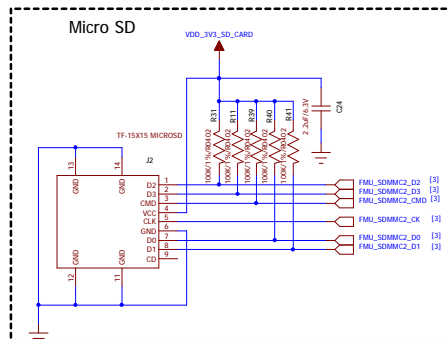 Micro SD
VDD_3V3_SD_CARD
TF-15X15 MICROSD
J2
R31
100K/1%/R0402
R11
100K/1%/R0402
R39
100K/1%/R0402
R40
100K/1%/R0402
R41
100K/1%/R0402
C24
2.2uF/6.3V
13
GND
14
GND
D2 1
D3 2
CMD 3
VCC 4
CLK 5
GND 6
D0 7
D1 8
CD 9
GND
12
GND
11
FMU_SDMMC2_D2 [3]
FMU_SDMMC2_D3 [3]
FMU_SDMMC2_CMD [3]
FMU_SDMMC2_CK [3]
FMU_SDMMC2_D0 [3]
FMU_SDMMC2_D1 [3]